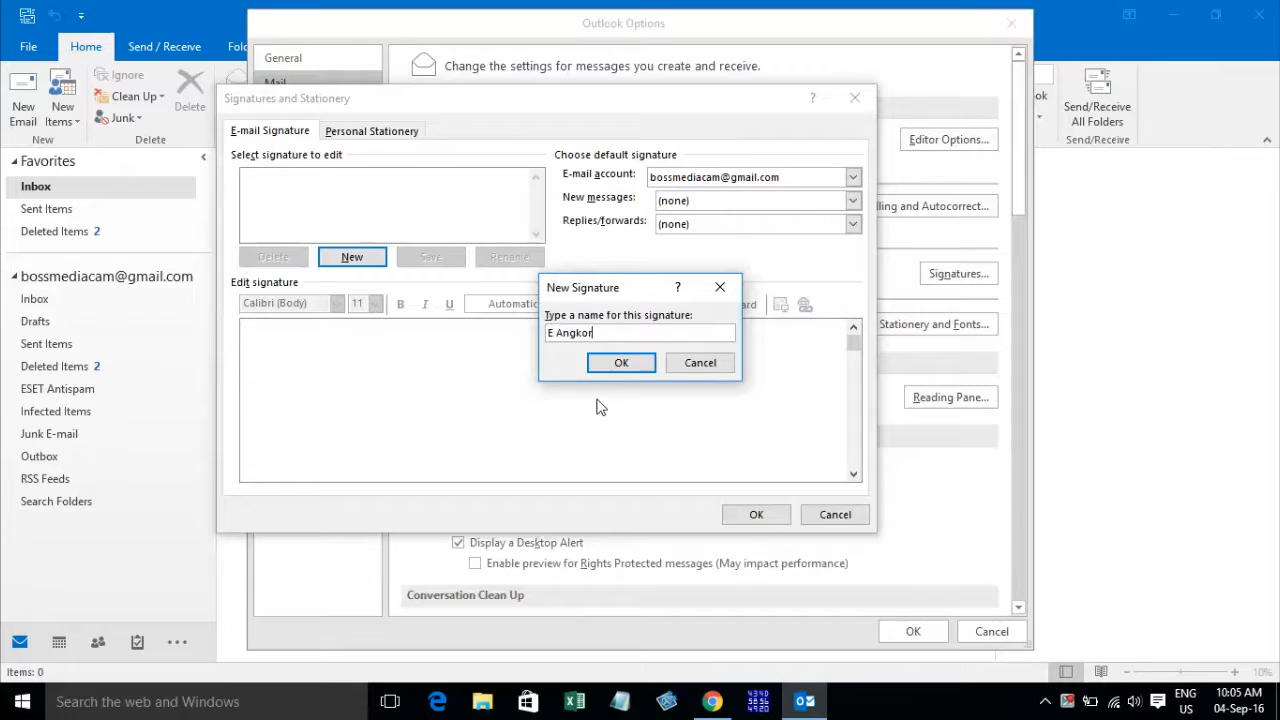 Outlook Options
File
Home
Send / Receive
Fol
General
Mail
Change the settings for messages you create and receive.
New
Email
New
Items
Ignore
Clean Up
Junk
Delete
New
Delete
Send/Receive
All Folders
Send/Receive
Signatures and Stationery
?
E-mail Signature
Personal Stationery
Select signature to edit
Choose default signature
E-mail account:
bossmediacam@gmail.com
New messages:
(none)
Replies/forwards:
(none)
Delete
New
Save
Rename
Edit signature
Calibri (Body)
11
B
I
U
Automatic
New Signature
?
Type a name for this signature:
E Angkor
OK
Cancel
OK
Cancel
Editor Options...
lling and Autocorrect...
Signatures...
Stationery and Fonts...
Reading Pane...
Display a Desktop Alert
Enable preview for Rights Protected messages (May impact performance)
Conversation Clean Up
OK
Cancel
Favorites
Inbox
Sent Items
Deleted Items 2
bossmediacam@gmail.com
Inbox
Drafts
Sent Items
Deleted Items 2
ESET Antispam
Infected Items
Junk E-mail
Outbox
RSS Feeds
Search Folders
Items: 0
10%
Search the web and Windows
ENG
US
10:05 AM
04-Sep-16